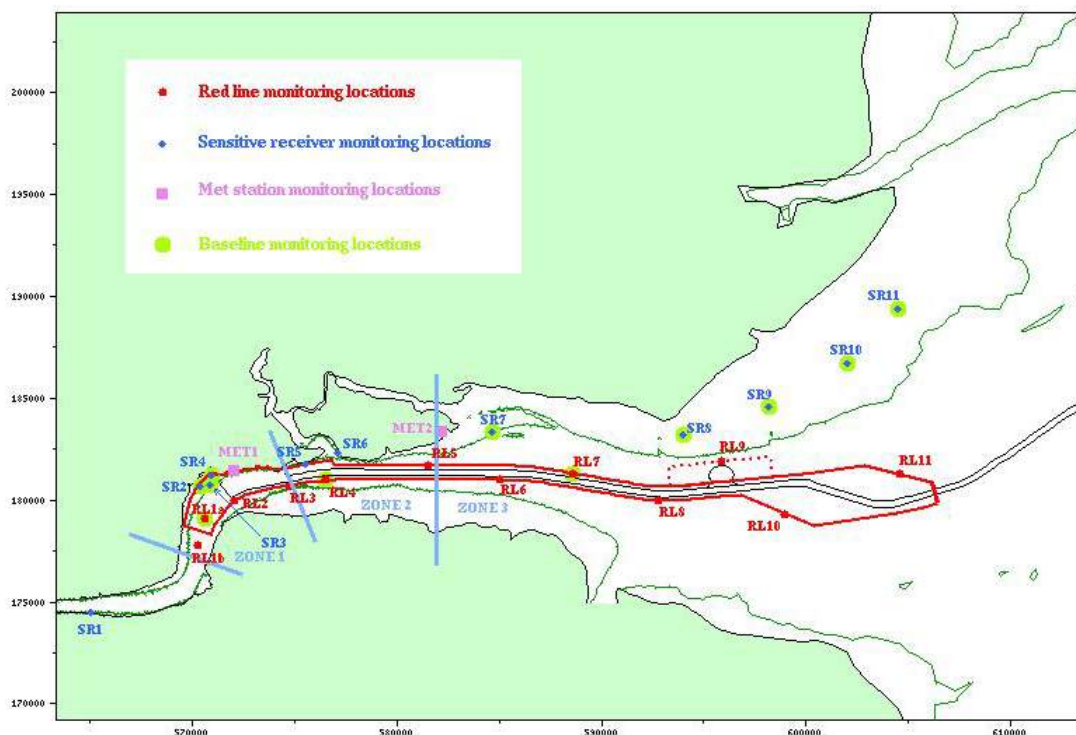 200000
Red line monitoring locations
Sensitive receiver monitoring locations
Met station monitoring locations
Baseline monitoring locations
195000
190000
SR11
SR10
185000
SR9
SR8
SR7
MET2
SR6
SR5
SR4
MET1
RL5
RL7
RL9
RL11
SR2
180000
RL1a
RL2
RL3
RL4
RL6
RL8
RL10
ZONE 2
ZONE 3
SR3
RL1b
ZONE 1
175000
SR1
170000
570000
580000
590000
600000
610000